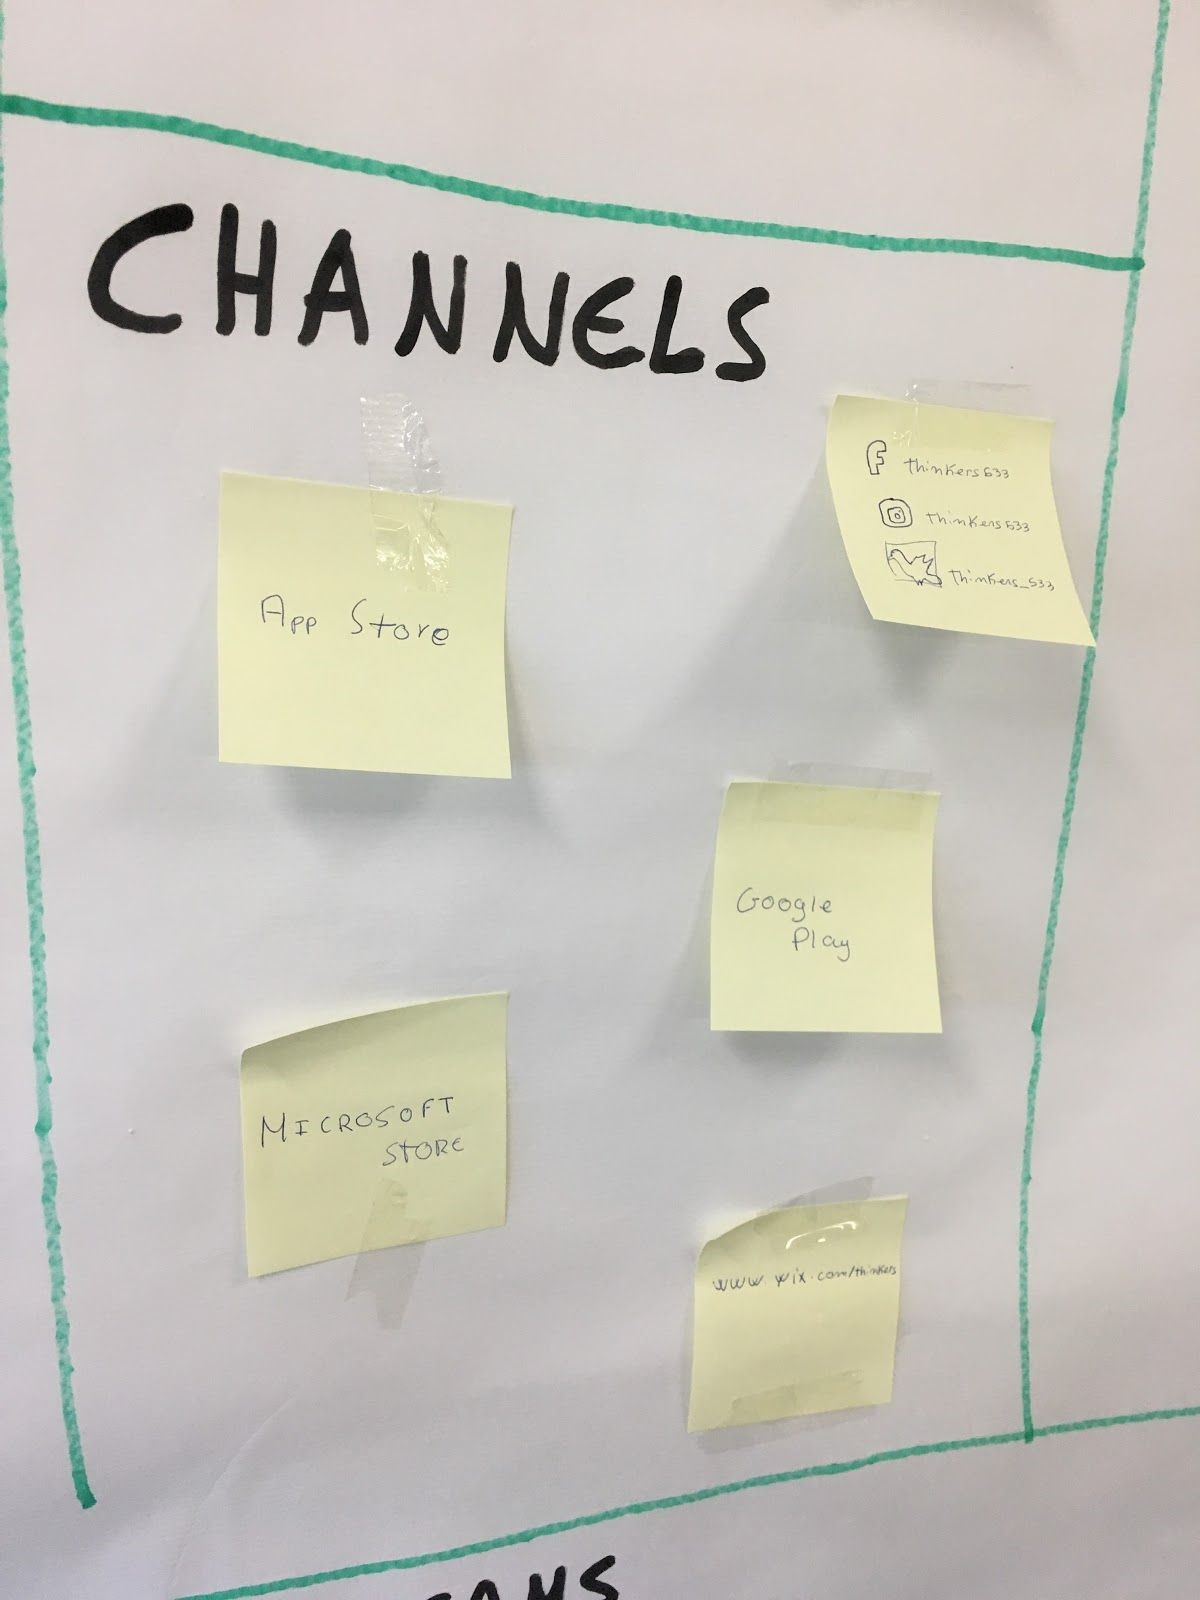 CHANNELS
App Store
F thinkers533
thinkers533
thinkers_533
Google
Play
MICROSOFT
STORE
www.wix.com/thinkers